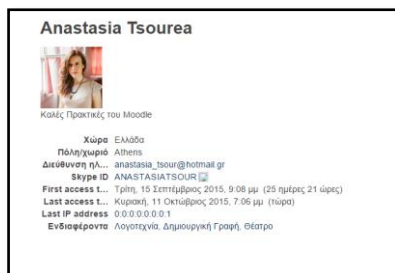 Anastasia Tsourea
Καλές Πρακτικές του Moodle
Χώρα Ελλάδα
Πόλη/χωριό Athens
Διεύθυνση ηλ... anastasia_tsour@hotmail.gr
Skype ID ANASTASIATSOUR
First access t... Τρίτη, 15 Σεπτέμβριος 2015, 9:08 μμ (25 ημέρες 21 ώρες)
Last access t... Κυριακή, 11 Οκτώβριος 2015, 7:06 μμ (τώρα)
Last IP address 0:0:0:0:0:0:0:1
Ενδιαφέροντα Λογοτεχνία, Δημιουργική Γραφή, Θέατρο